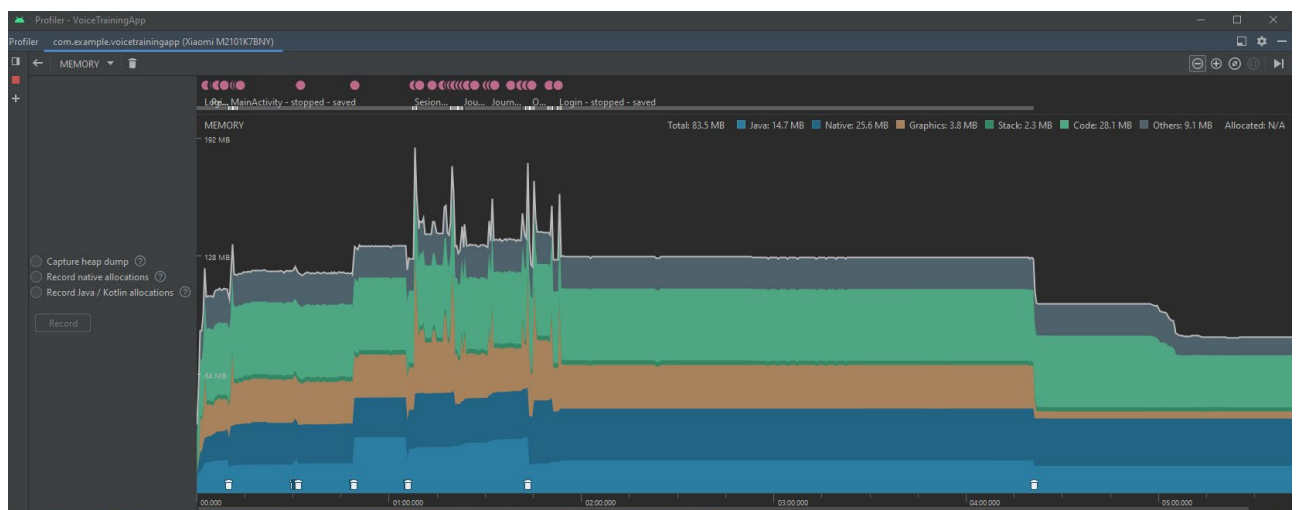 Profiler - VoiceTrainingApp
Profiler com.example.voicetrainingapp (Xiaomi M2101K7BNY)
MEMORY
MainActivity - stopped - saved Sesion... Jou... Journ... O... Login - stopped - saved
MEMORY Total: 83.5 MB Java: 14.7 MB Native: 25.6 MB Graphics: 3.8 MB Stack: 2.3 MB Code: 28.1 MB Others: 9.1 MB Allocated: N/A
192 MB
128 MB
Capture heap dump ?
Record native allocations ?
Record Java / Kotlin allocations ?
Record
64 MB
00.000 01:00.000 02:00.000 03:00.000 04:00.000 05:00.000